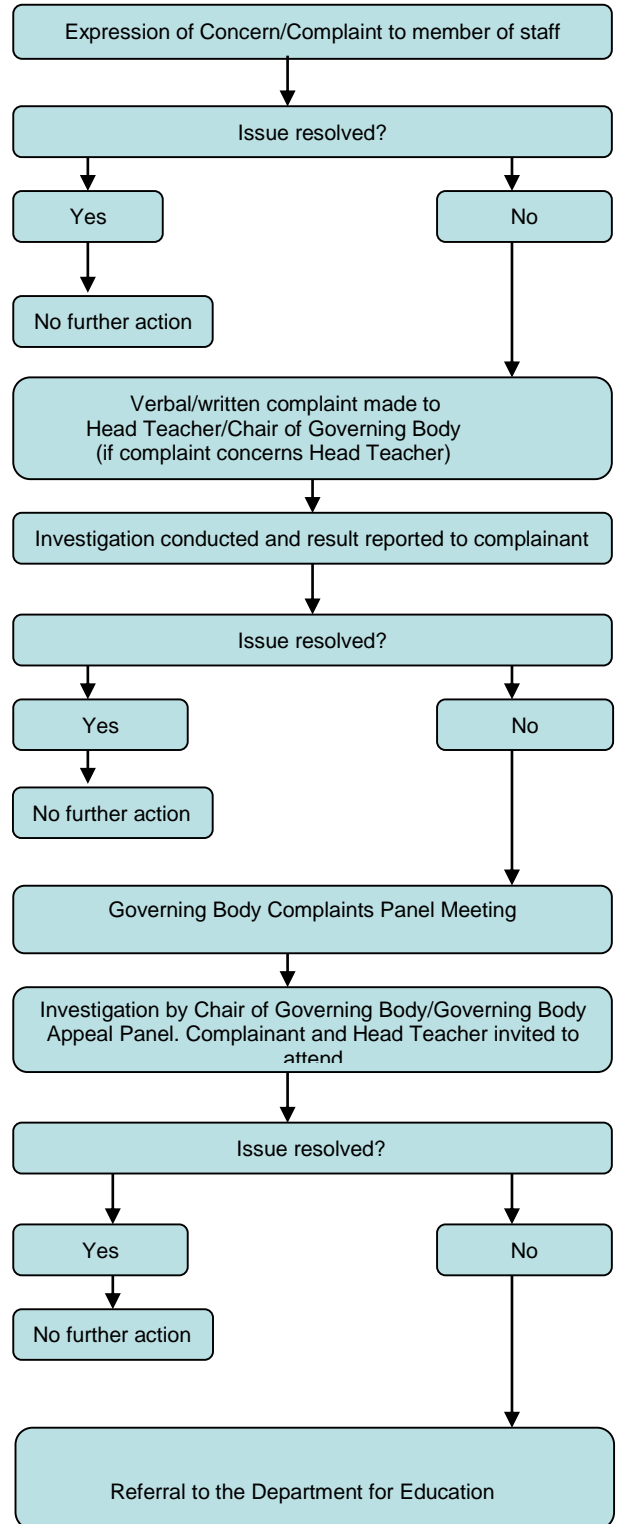 Expression of Concern/Complaint to member of staff
Issue resolved?
Yes
No
No further action
Verbal/written complaint made to
Head Teacher/Chair of Governing Body
(if complaint concerns Head Teacher)
Investigation conducted and result reported to complainant
Issue resolved?
Yes
No
No further action
Governing Body Complaints Panel Meeting
Investigation by Chair of Governing Body/Governing Body
Appeal Panel. Complainant and Head Teacher invited to
attend
Issue resolved?
Yes
No
No further action
Referral to the Department for Education